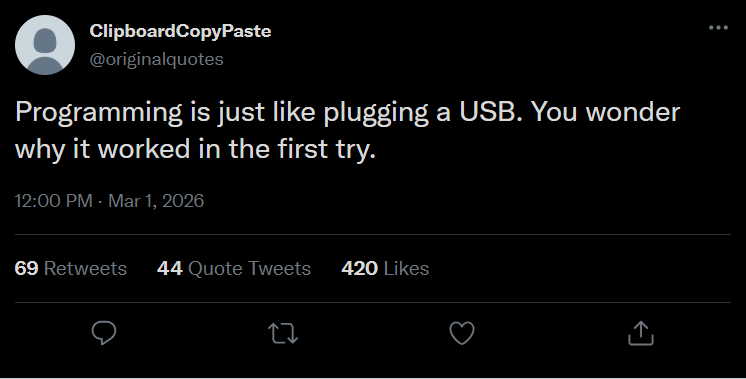 ClipboardCopyPaste
@originalquotes
Programming is just like plugging a USB. You wonder
why it worked in the first try.
12:00 PM · Mar 1, 2026
69 Retweets 44 Quote Tweets 420 Likes